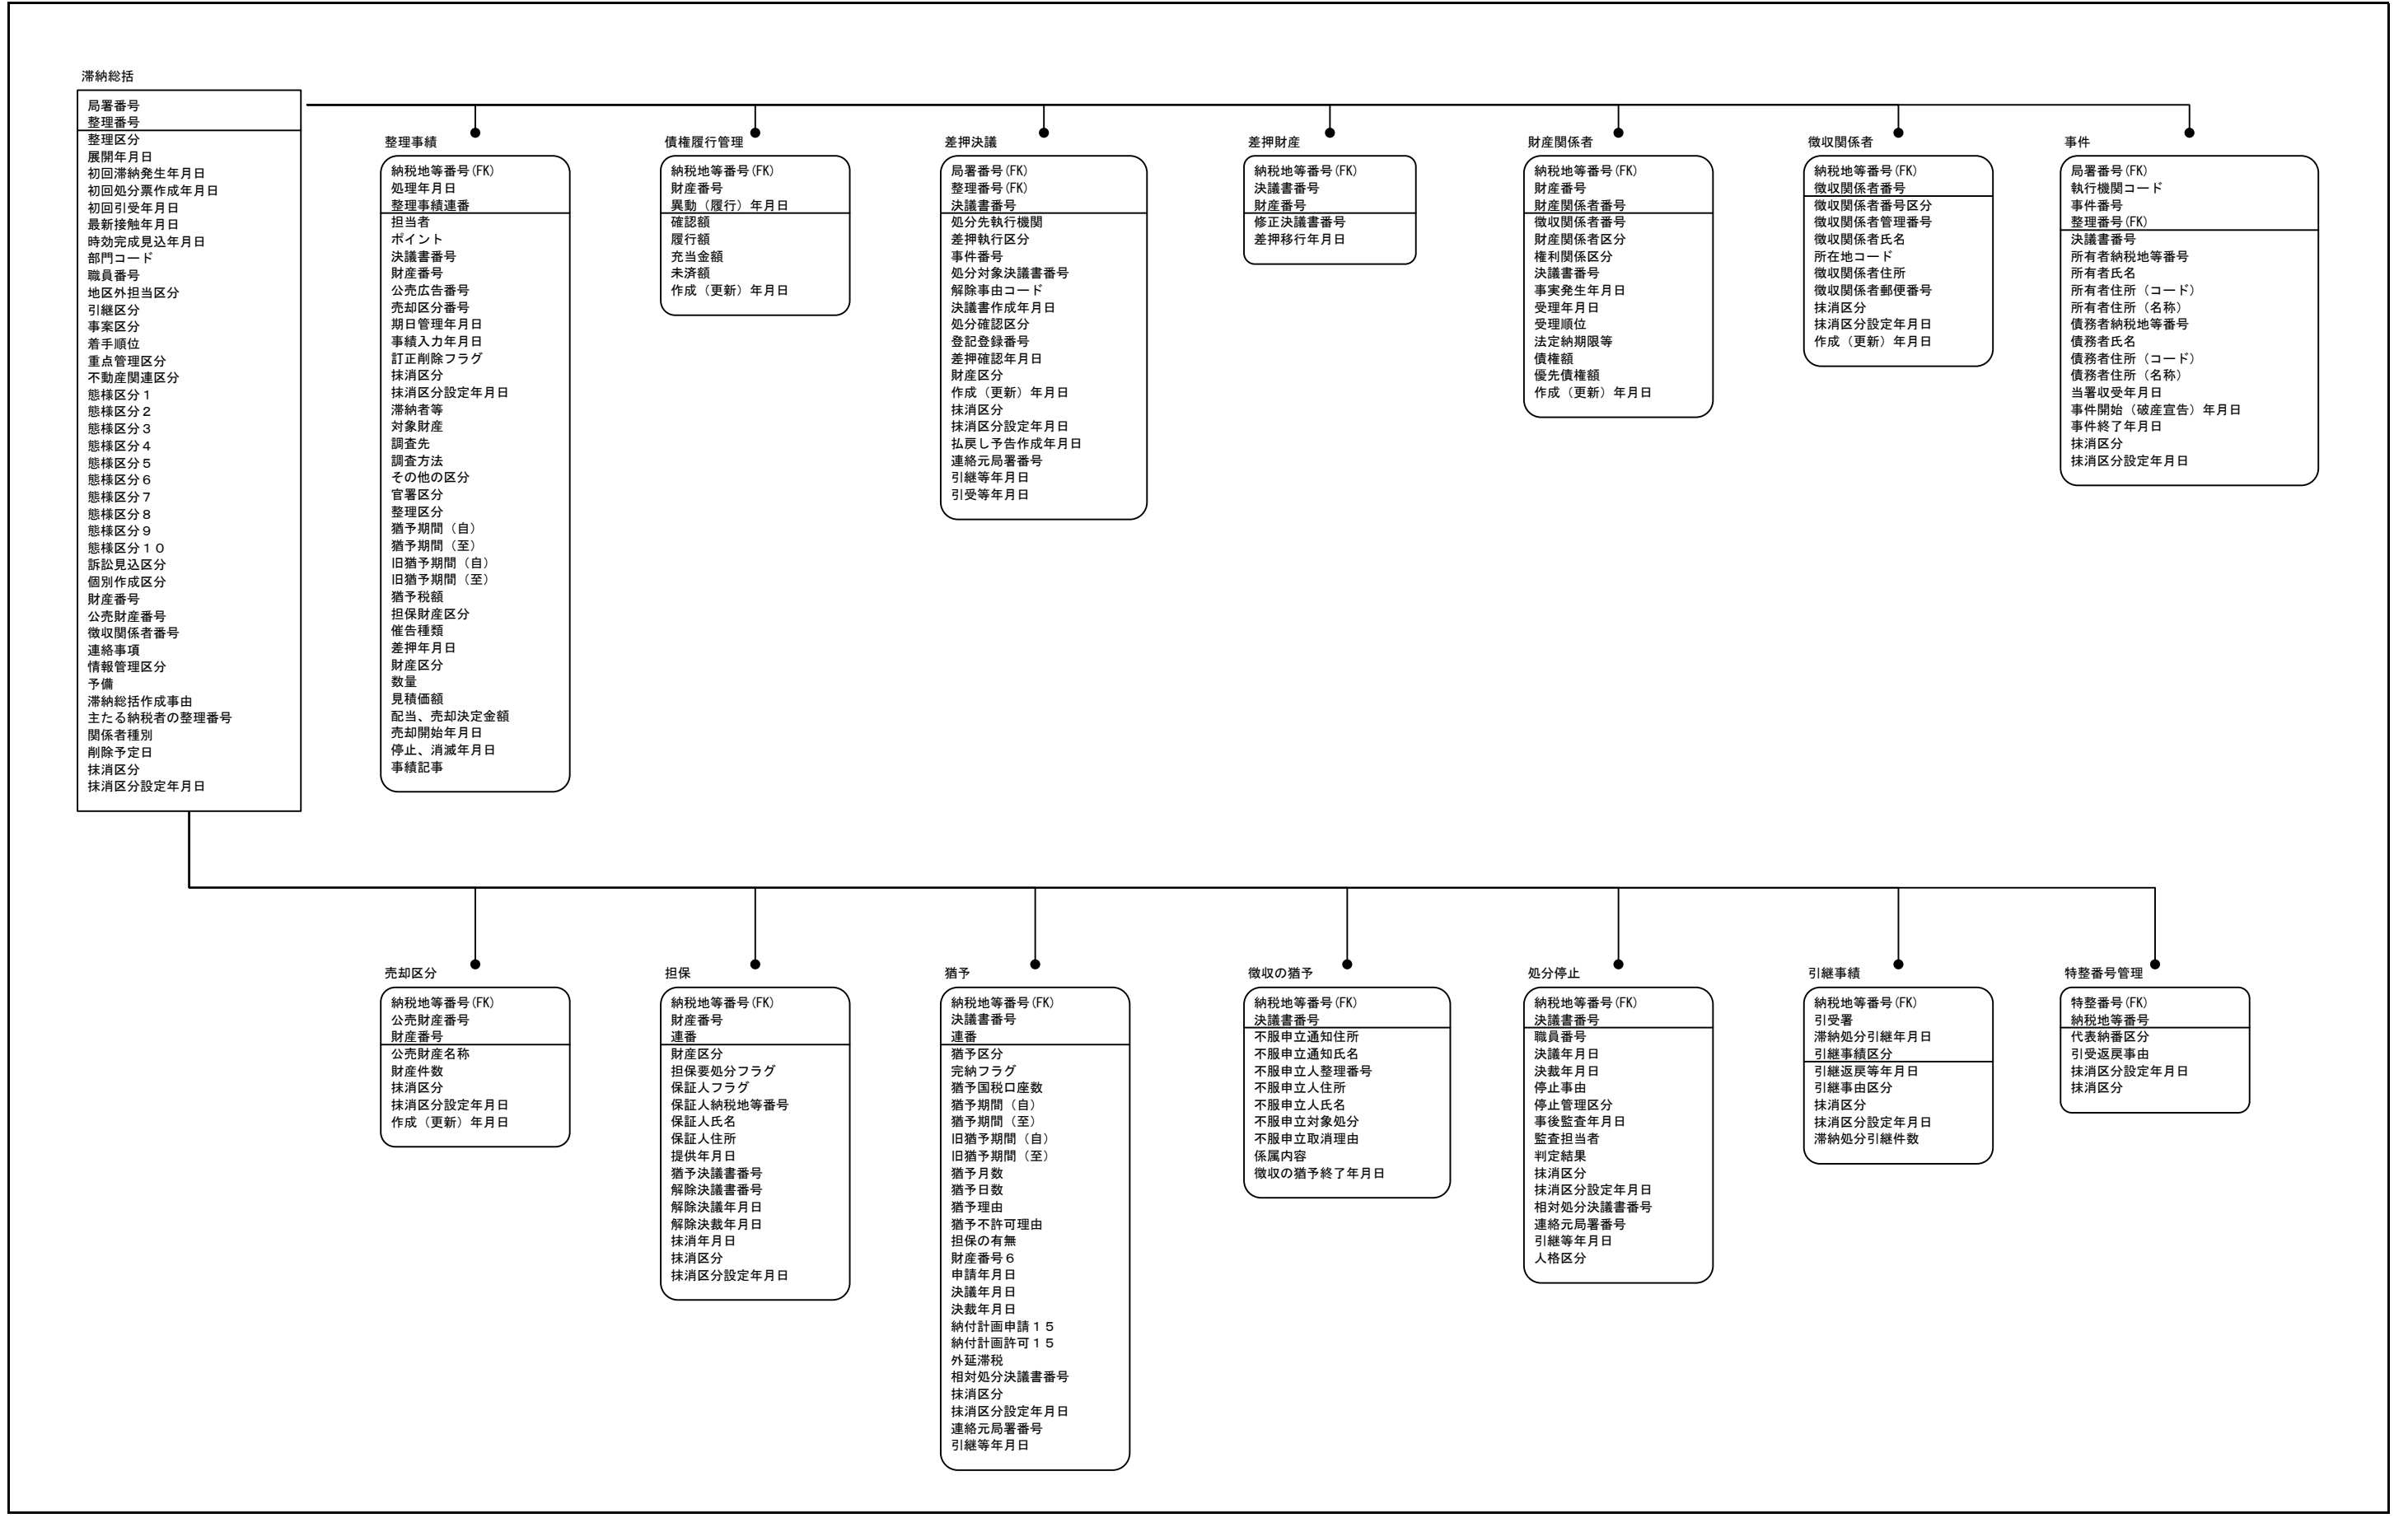 滞納総括
局署番号
整理番号
整理区分
展開年月日
初回滞納発生年月日
初回処分票作成年月日
初回引受年月日
最新接触年月日
時効完成見込年月日
部門コード
職員番号
地区外担当区分
引継区分
事案区分
着手順位
重点管理区分
不動産関連区分
態様区分１
態様区分２
態様区分３
態様区分４
態様区分５
態様区分６
態様区分７
態様区分８
態様区分９
態様区分１０
訴訟見込区分
個別作成区分
財産番号
公売財産番号
徴収関係者番号
連絡事項
情報管理区分
予備
滞納総括作成事由
主たる納税者の整理番号
関係者種別
削除予定日
抹消区分
抹消区分設定年月日
整理事績
納税地等番号(FK)
処理年月日
整理事績連番
担当者
ポイント
決議書番号
財産番号
公売広告番号
売却区分番号
期日管理年月日
事績入力年月日
訂正削除フラグ
抹消区分
抹消区分設定年月日
滞納者等
対象財産
調査先
調査方法
その他の区分
官署区分
整理区分
猶予期間（自）
猶予期間（至）
旧猶予期間（自）
旧猶予期間（至）
猶予税額
担保財産区分
催告種類
差押年月日
財産区分
数量
見積価額
配当、売却決定金額
売却開始年月日
停止、消滅年月日
事績記事
債権履行管理
納税地等番号(FK)
財産番号
異動（履行）年月日
確認額
履行額
充当金額
未済額
作成（更新）年月日
差押決議
局署番号(FK)
整理番号(FK)
決議書番号
処分先執行機関
差押執行区分
事件番号
処分対象決議書番号
解除事由コード
決議書作成年月日
処分確認区分
登記登録番号
差押確認年月日
財産区分
作成（更新）年月日
抹消区分
抹消区分設定年月日
払戻し予告作成年月日
連絡元局署番号
引継等年月日
引受等年月日
差押財産
納税地等番号(FK)
決議書番号
財産番号
修正決議書番号
差押移行年月日
財産関係者
納税地等番号(FK)
財産番号
財産関係者番号
徴収関係者番号
財産関係者区分
権利関係区分
決議書番号
事実発生年月日
受理年月日
受理順位
法定納期限等
債権額
優先債権額
作成（更新）年月日
徴収関係者
納税地等番号(FK)
徴収関係者番号
徴収関係者番号区分
徴収関係者管理番号
徴収関係者氏名
所在地コード
徴収関係者住所
徴収関係者郵便番号
抹消区分
抹消区分設定年月日
作成（更新）年月日
事件
局署番号(FK)
執行機関コード
事件番号
整理番号(FK)
決議書番号
所有者納税地等番号
所有者氏名
所有者住所（コード）
所有者住所（名称）
債務者納税地等番号
債務者氏名
債務者住所（コード）
債務者住所（名称）
当署収受年月日
事件開始（破産宣告）年月日
事件終了年月日
抹消区分
抹消区分設定年月日
売却区分
納税地等番号(FK)
公売財産番号
財産番号
公売財産名称
財産件数
抹消区分
抹消区分設定年月日
作成（更新）年月日
担保
納税地等番号(FK)
財産番号
連番
財産区分
担保要処分フラグ
保証人フラグ
保証人納税地等番号
保証人氏名
保証人住所
提供年月日
猶予決議書番号
解除決議書番号
解除決議年月日
解除決裁年月日
抹消年月日
抹消区分
抹消区分設定年月日
猶予
納税地等番号(FK)
決議書番号
連番
猶予区分
完納フラグ
猶予国税口座数
猶予期間（自）
猶予期間（至）
旧猶予期間（自）
旧猶予期間（至）
猶予月数
猶予日数
猶予理由
猶予不許可理由
担保の有無
財産番号６
申請年月日
決議年月日
決裁年月日
納付計画申請１５
納付計画許可１５
外延滞税
相対処分決議書番号
抹消区分
抹消区分設定年月日
連絡元局署番号
引継等年月日
徴収の猶予
納税地等番号(FK)
決議書番号
不服申立通知住所
不服申立通知氏名
不服申立人整理番号
不服申立人住所
不服申立人氏名
不服申立対象処分
不服申立取消理由
係属内容
徴収の猶予終了年月日
処分停止
納税地等番号(FK)
決議書番号
職員番号
決議年月日
決裁年月日
停止事由
停止管理区分
事後監査年月日
監査担当者
判定結果
抹消区分
抹消区分設定年月日
相対処分決議書番号
連絡元局署番号
引継等年月日
人格区分
引継事績
納税地等番号(FK)
引受署
滞納処分引継年月日
引継事績区分
引継返戻等年月日
引継事由区分
抹消区分
抹消区分設定年月日
滞納処分引継件数
特整番号管理
特整番号(FK)
納税地等番号
代表納番区分
引受返戻事由
抹消区分設定年月日
抹消区分